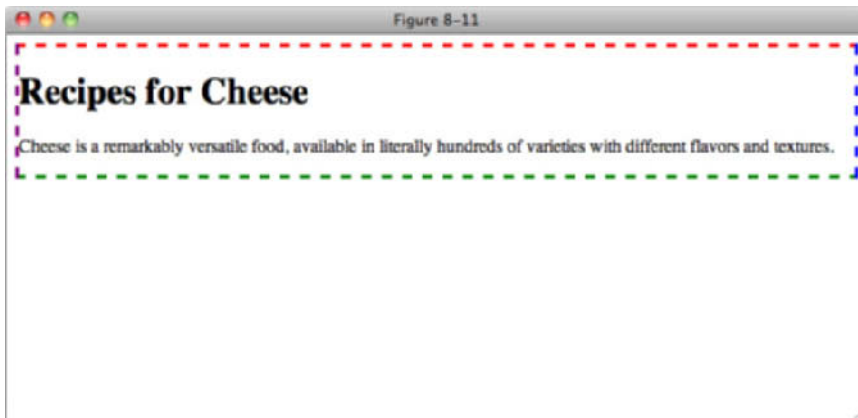 Figure 8-11
Recipes for Cheese
Cheese is a remarkably versatile food, available in literally hundreds of varieties with different flavors and textures.